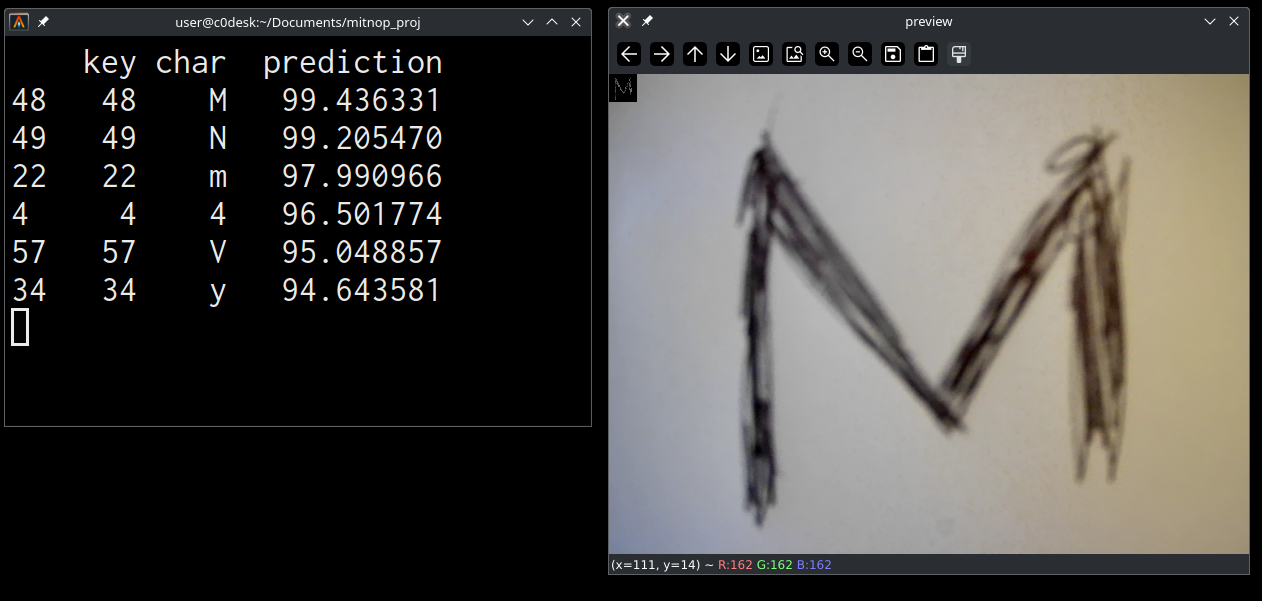 user@c0desk:~/Documents/mitnop_proj
key char prediction
48 48 M 99.436331
49 49 N 99.205470
22 22 m 97.990966
4 4 4 96.501774
57 57 V 95.048857
34 34 y 94.643581
preview
M
M
(x=111, y=14) ~ R:162 G:162 B:162